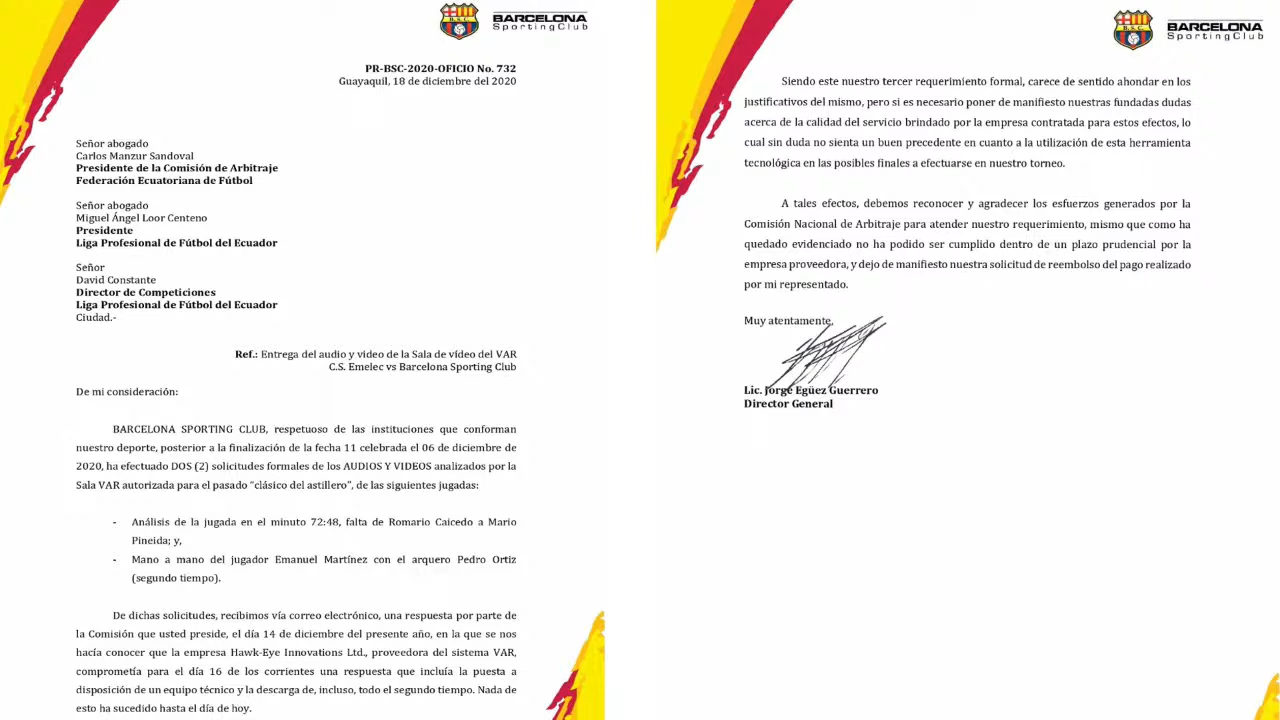 B.S.C.
BARCELONA
SportingClub
PR-BSC-2020-OFICIO No. 732
Guayaquil, 18 de diciembre del 2020
Señor abogado
Carlos Manzur Sandoval
Presidente de la Comisión de Arbitraje
Federación Ecuatoriana de Fútbol
Señor abogado
Miguel Ángel Loor Centeno
Presidente
Liga Profesional de Fútbol del Ecuador
Señor
David Constante
Director de Competiciones
Liga Profesional de Fútbol del Ecuador
Ciudad.-
Ref.: Entrega del audio y video de la Sala de vídeo del VAR
C.S. Emelec vs Barcelona Sporting Club
De mi consideración:
BARCELONA SPORTING CLUB, respetuoso de las instituciones que conforman
nuestro deporte, posterior a la finalización de la fecha 11 celebrada el 06 de diciembre de
2020, ha efectuado DOS (2) solicitudes formales de los AUDIOS Y VIDEOS analizados por la
Sala VAR autorizada para el pasado “clásico del astillero”, de las siguientes jugadas:
- Análisis de la jugada en el minuto 72:48, falta de Romario Caicedo a Mario
Pineida; y,
- Mano a mano del jugador Emanuel Martínez con el arquero Pedro Ortiz
(segundo tiempo).
De dichas solicitudes, recibimos vía correo electrónico, una respuesta por parte de
la Comisión que usted preside, el día 14 de diciembre del presente año, en la que se nos
hacía conocer que la empresa Hawk-Eye Innovations Ltd., proveedora del sistema VAR,
comprometía para el día 16 de los corrientes una respuesta que incluía la puesta a
disposición de un equipo técnico y la descarga de, incluso, todo el segundo tiempo. Nada de
esto ha sucedido hasta el día de hoy.
B.S.C.
BARCELONA
SportingClub
Siendo este nuestro tercer requerimiento formal, carece de sentido ahondar en los
justificativos del mismo, pero si es necesario poner de manifiesto nuestras fundadas dudas
acerca de la calidad del servicio brindado por la empresa contratada para estos efectos, lo
cual sin duda no sienta un buen precedente en cuanto a la utilización de esta herramienta
tecnológica en las posibles finales a efectuarse en nuestro torneo.
A tales efectos, debemos reconocer y agradecer los esfuerzos generados por la
Comisión Nacional de Arbitraje para atender nuestro requerimiento, mismo que como ha
quedado evidenciado no ha podido ser cumplido dentro de un plazo prudencial por la
empresa proveedora, y dejo de manifiesto nuestra solicitud de reembolso del pago realizado
por mi representado.
Muy atentamente,
Lic. Jorge Egüez Guerrero
Director General